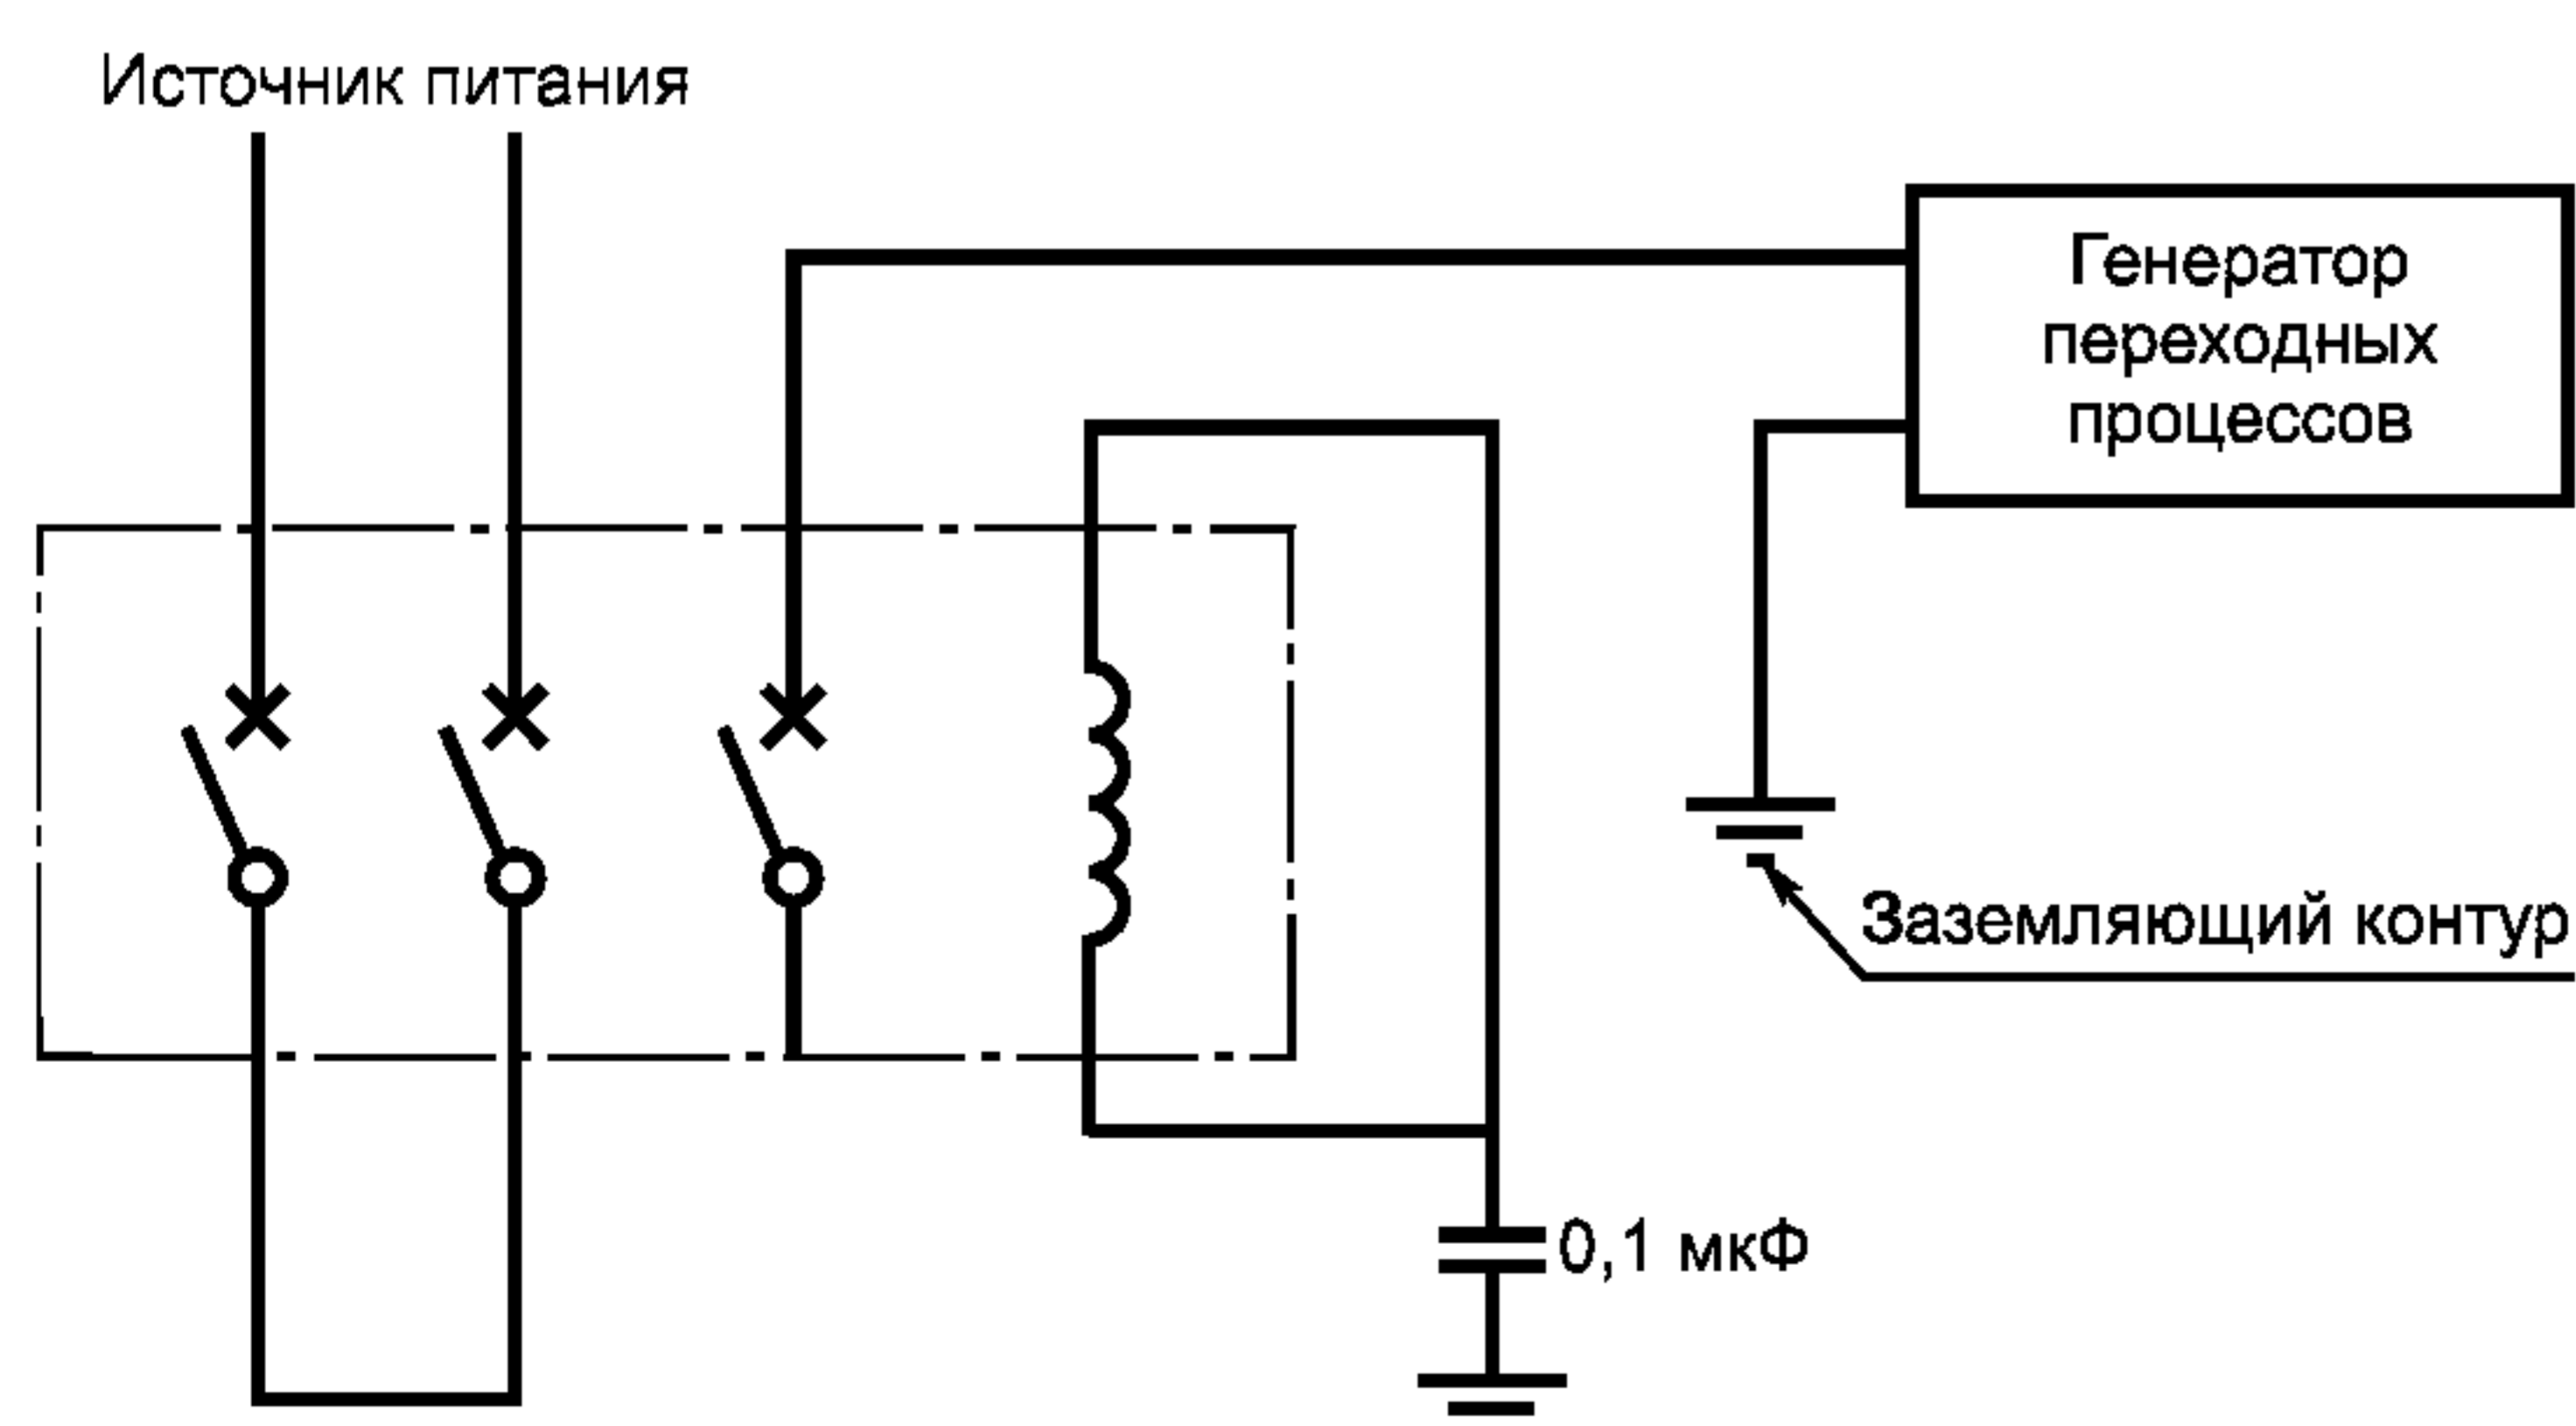 Источник питания
Генератор
переходных
процессов
Заземляющий контур
0,1 мкФ